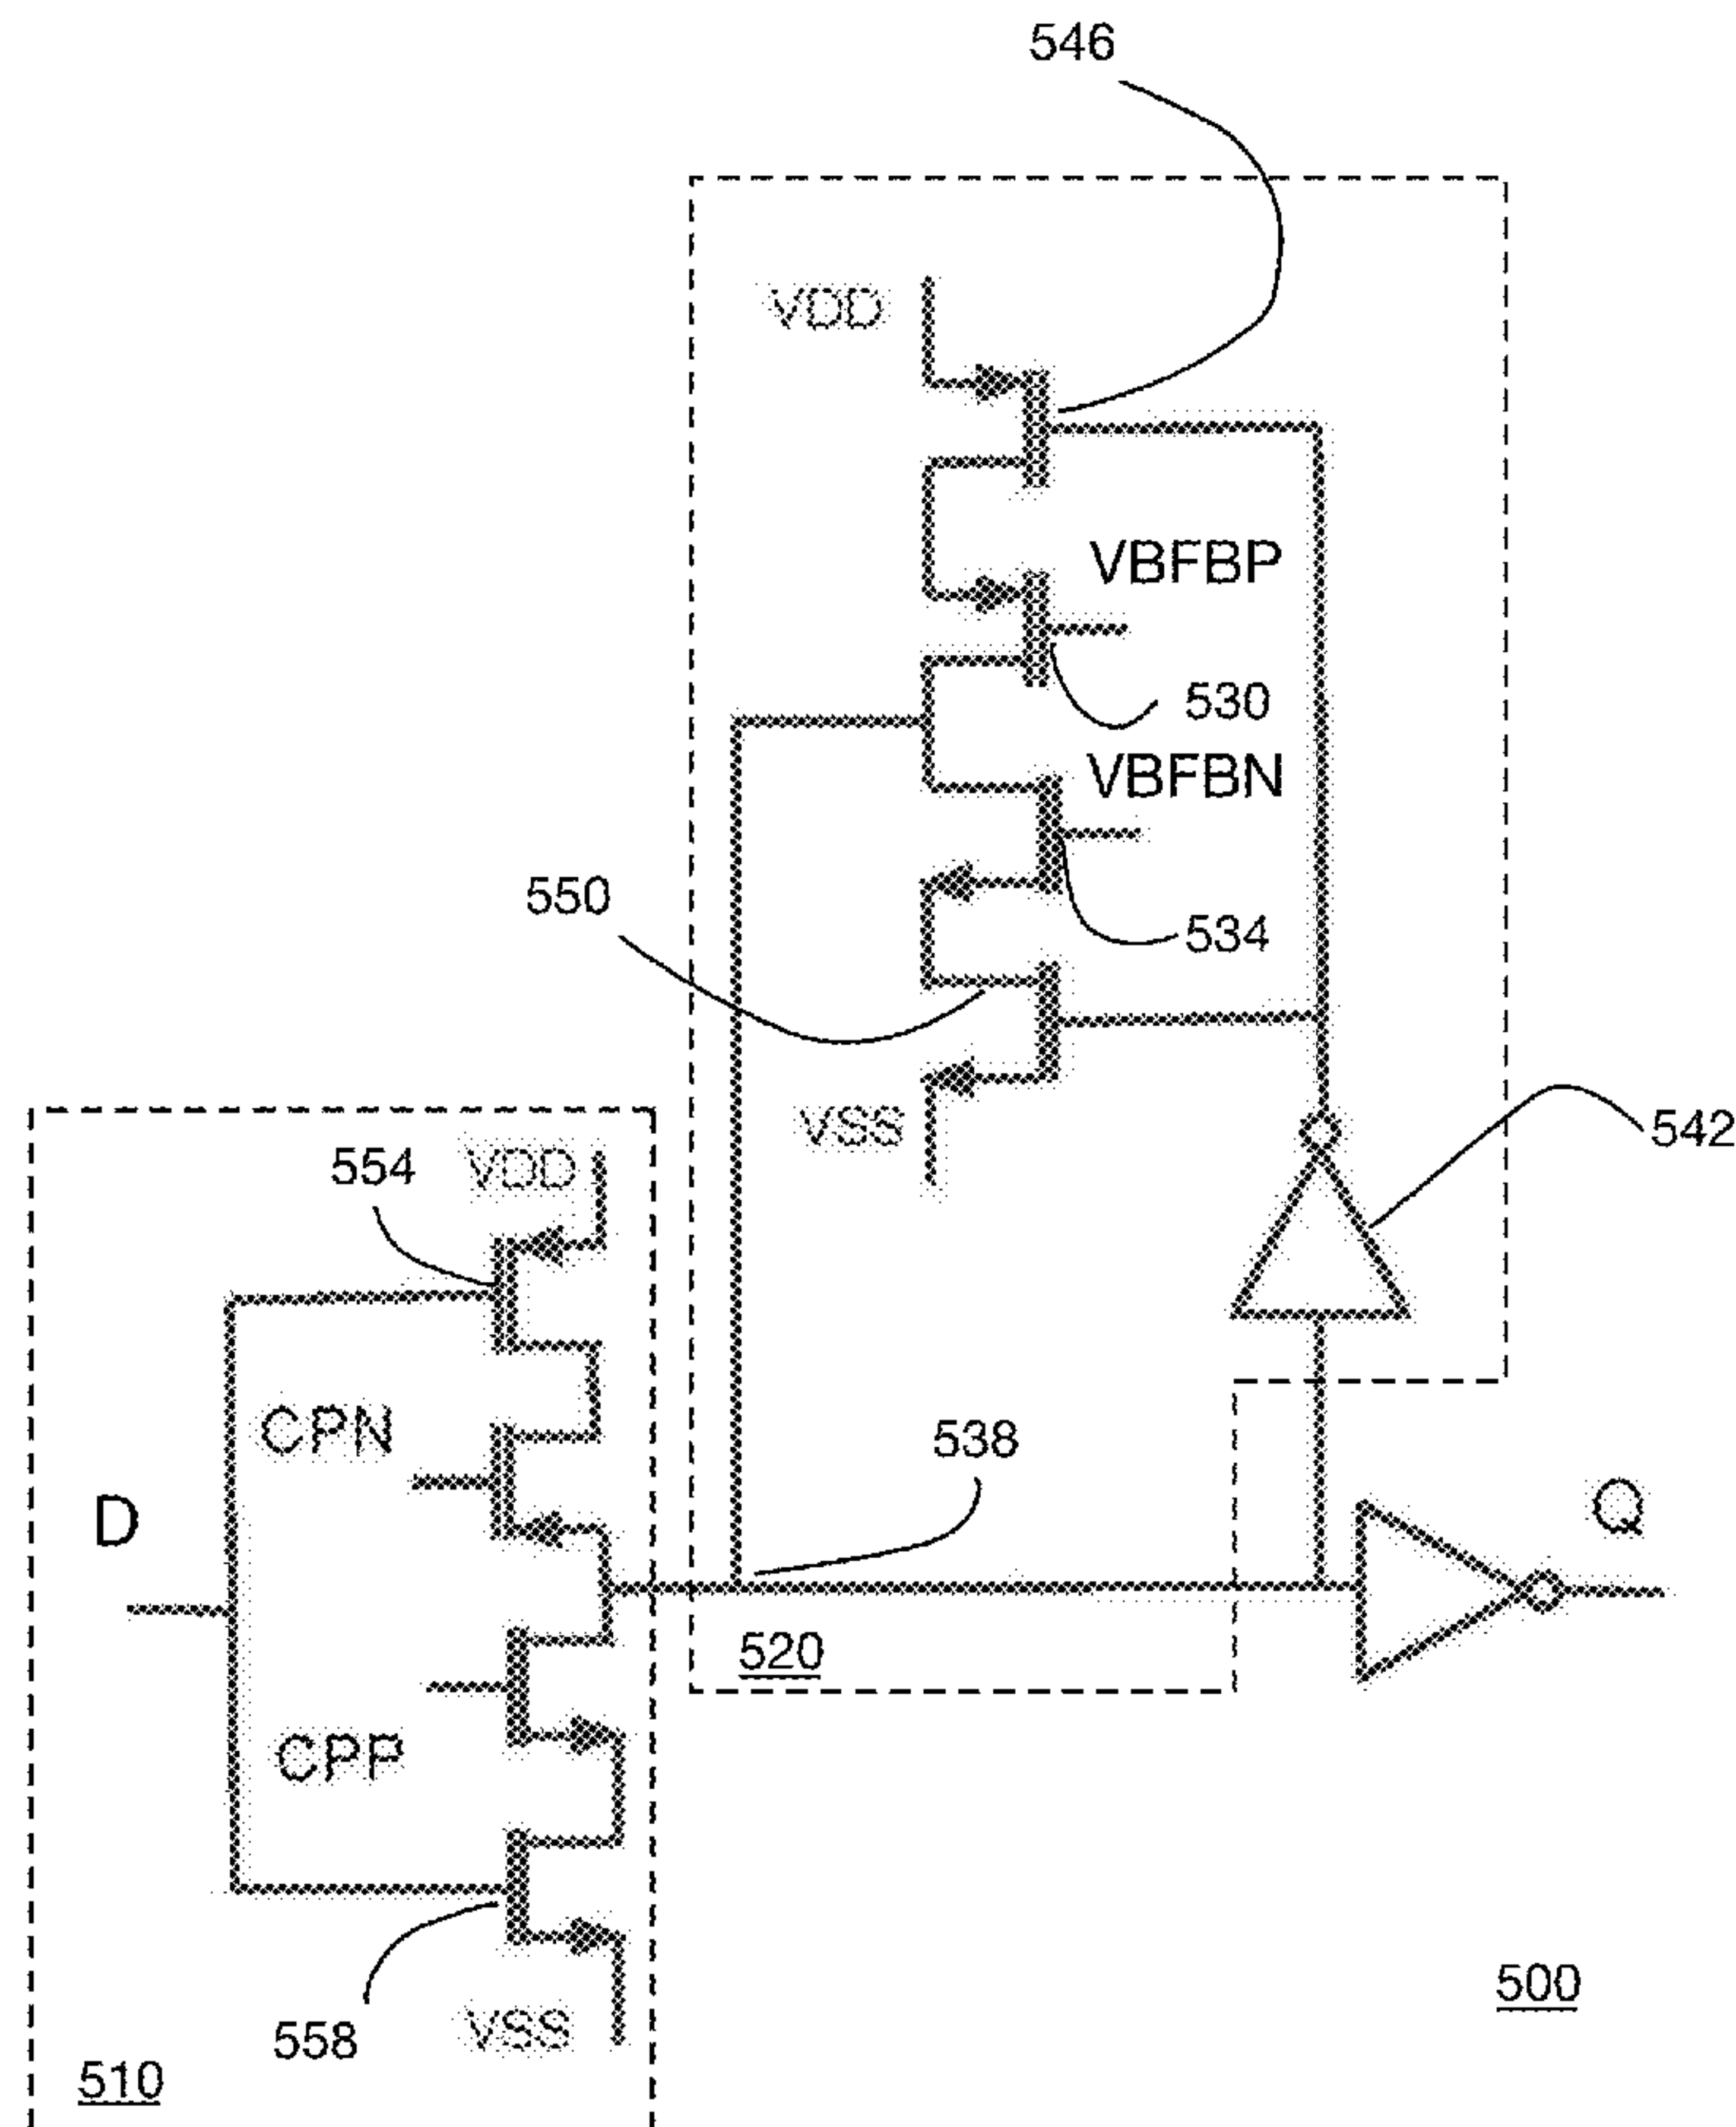 546
VDD
VBFBP
530
VBFBN
550
534
VSS
542
554
VDD
CPN
538
D
Q
520
CPP
500
558
VSS
510